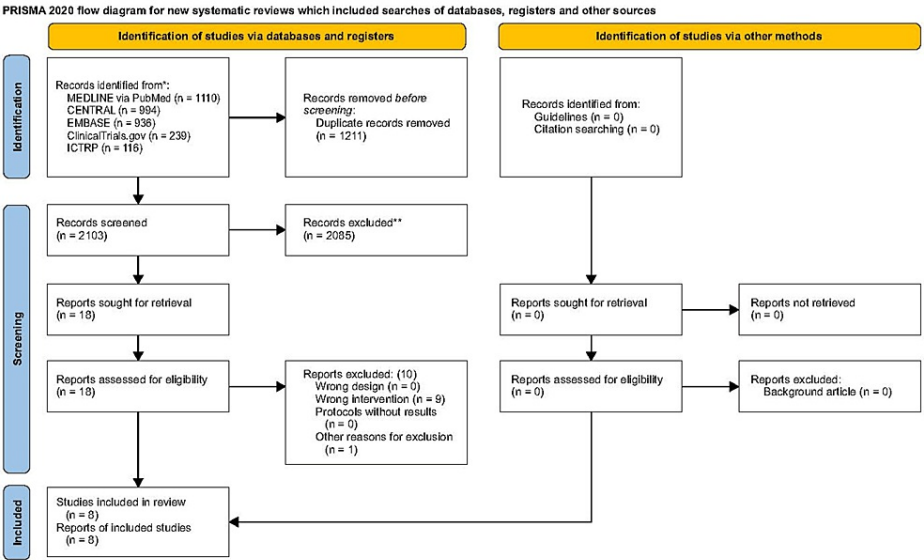 PRISMA 2020 flow diagram for new systematic reviews which included searches of databases, registers and other sources
Identification of studies via databases and registers
Identification of studies via other methods
Identification
Records identified from*:
MEDLINE via PubMed (n = 1110)
CENTRAL (n = 994)
EMBASE (n = 936)
ClinicalTrials.gov (n = 239)
ICTRP (n = 116)
Records removed before
screening:
Duplicate records removed
(n = 1211)
Records identified from:
Guidelines (n = 0)
Citation searching (n = 0)
Screening
Records screened
(n = 2103)
Records excluded**
(n = 2085)
Reports sought for retrieval
(n = 18)
Reports sought for retrieval
(n = 0)
Reports not retrieved
(n = 0)
Reports assessed for eligibility
(n = 18)
Reports excluded: (10)
Wrong design (n = 0)
Wrong intervention (n = 9)
Protocols without results
(n = 0)
Other reasons for exclusion
(n = 1)
Reports assessed for eligibility
(n = 0)
Reports excluded:
Background article (n = 0)
Included
Studies included in review
(n = 8)
Reports of included studies
(n = 8)